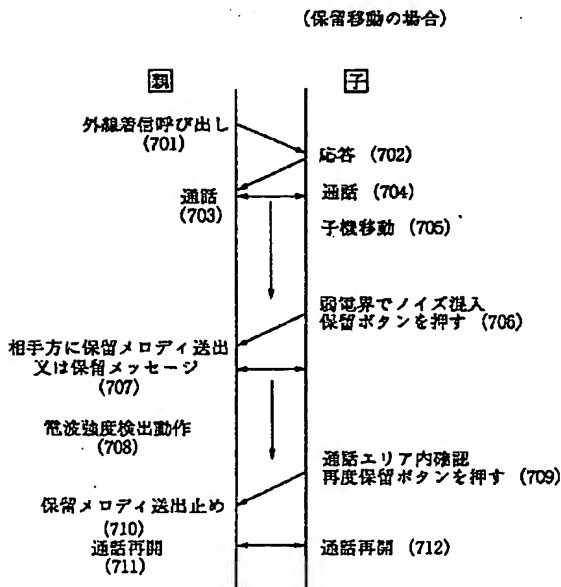 (保留移動の場合)
親 子
外線着信呼び出し
(701)
応答 (702)
通話
(703)
通話 (704)
子機移動 (705)
弱電界でノイズ混入
保留ボタンを押す (706)
相手方に保留メロディ送出
又は保留メッセージ
(707)
電波強度検出動作
(708)
通話エリア内確認
再度保留ボタンを押す (709)
保留メロディ送出止め
(710)
通話再開
(711)
通話再開 (712)